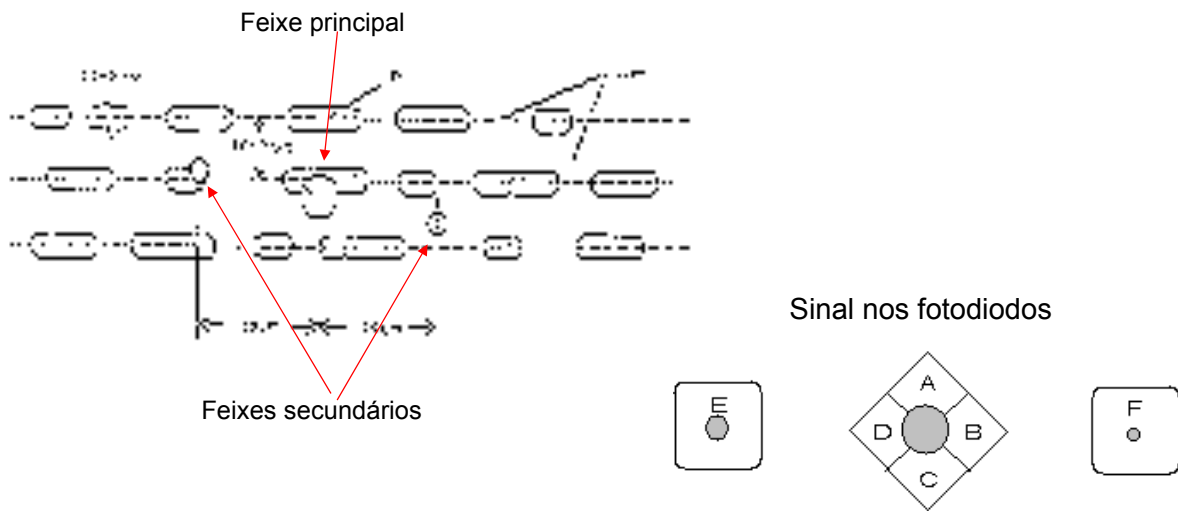 Feixe principal
Feixes secundários
Sinal nos fotodiodos
A
E
D
B
F
C